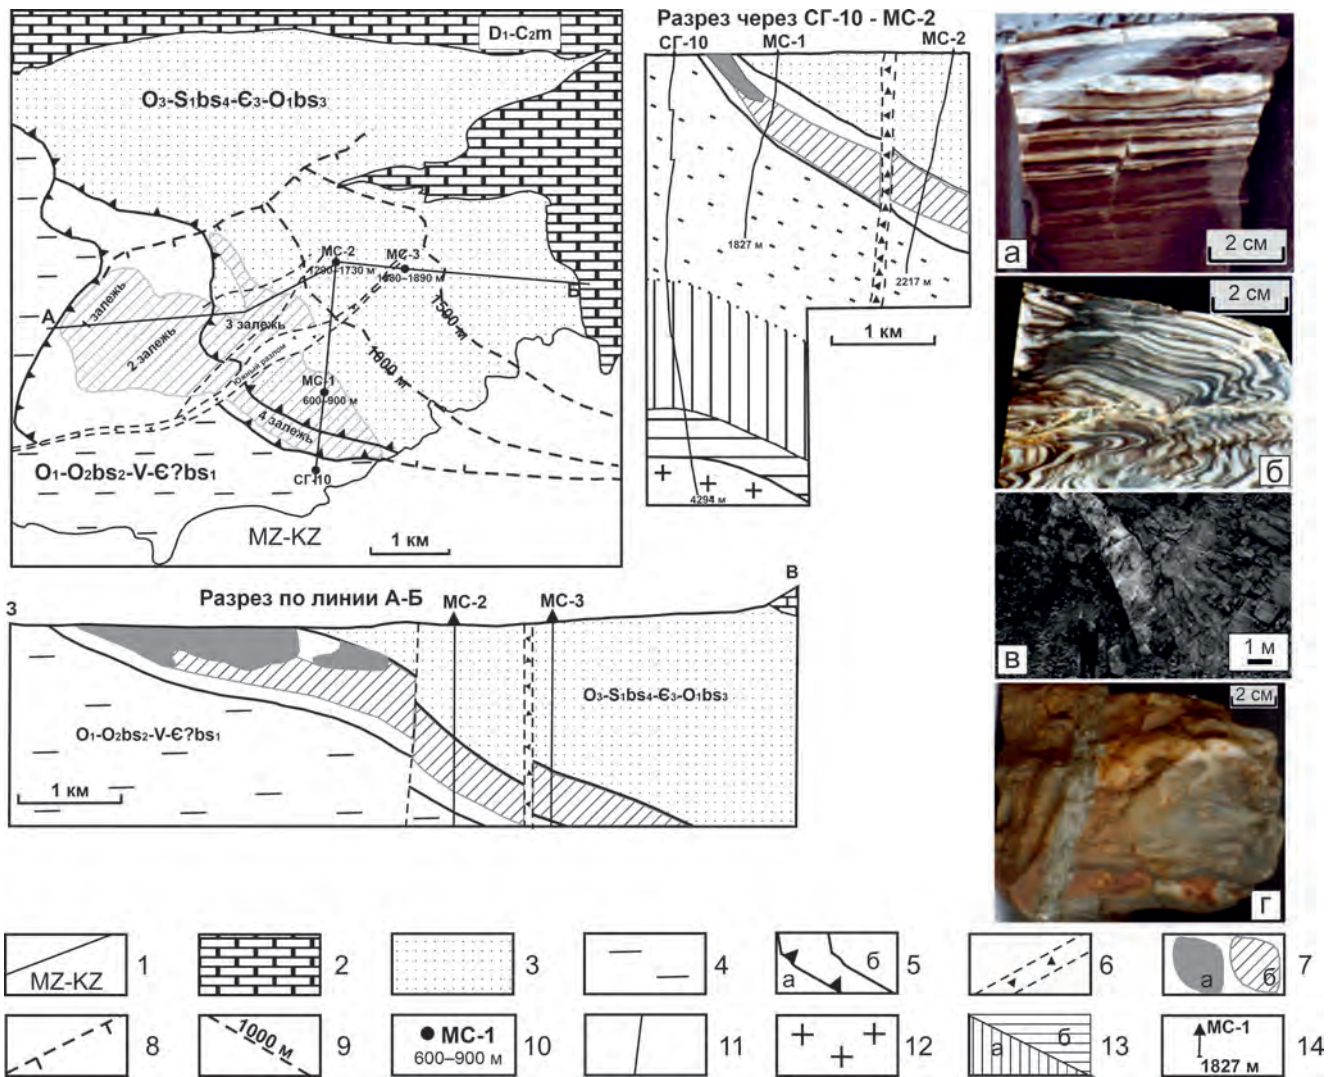 D₁-C₂m
O₃-S₁bs₄-Є₃-O₁bs₃
МС-2
1290–1730 м
МС-3
А
Б
1 залежь
2 залежь
3 залежь
Южный разлом
1500 м
1000 м
МС-1
600–900 м
4 залежь
O₁-O₂bs₂-V-Є?bs₁
СГ-10
MZ-KZ
1 км
Разрез через СГ-10 - МС-2
СГ-10
МС-1
МС-2
1827 м
2217 м
1 км
4294 м
а
2 см
б
2 см
в
1 м
г
2 см
Разрез по линии А-Б
З
В
МС-2
МС-3
O₁-O₂bs₂-V-Є?bs₁
O₃-S₁bs₄-Є₃-O₁bs₃
1 км
MZ-KZ
1
2
3
4
а
б
5
6
а
б
7
8
1000 м
9
МС-1
600–900 м
10
11
12
а
б
13
МС-1
1827 м
14